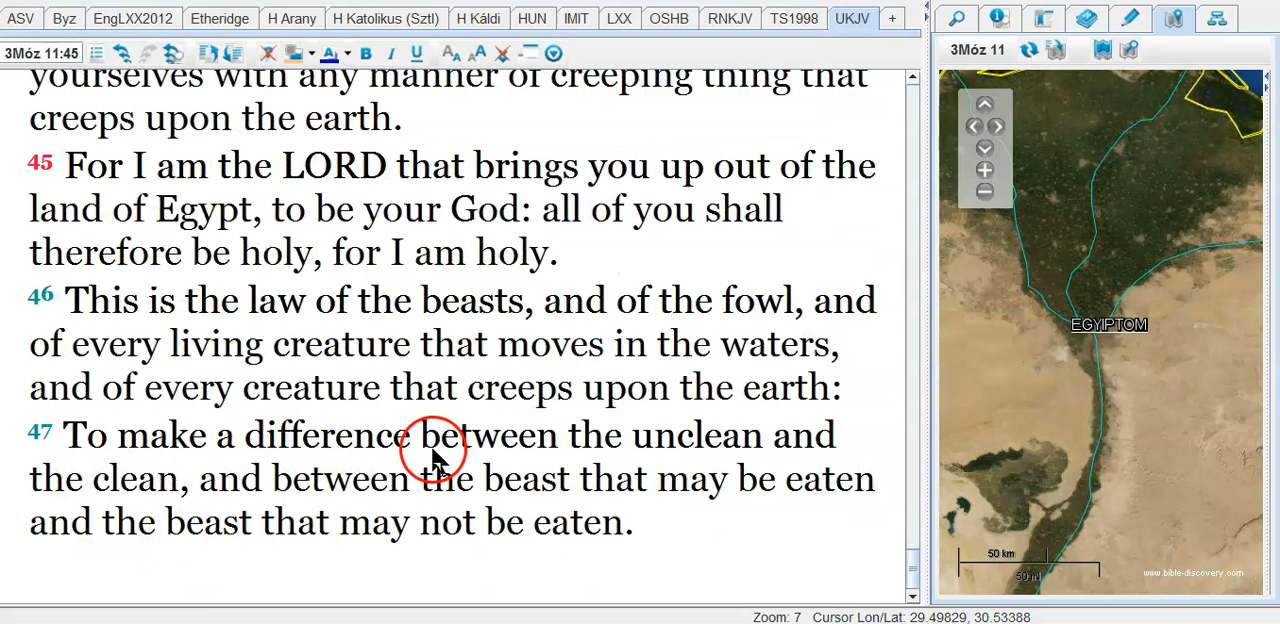 ASV Byz EngLXX2012 Etheridge H Arany H Katolikus (Sztl) H Káldi HUN IMIT LXX OSHB RNKJV TS1998 UKJV +
3Móz 11:45
3Móz 11
yourselves with any manner of creeping thing that
creeps upon the earth.
45 For I am the LORD that brings you up out of the
land of Egypt, to be your God: all of you shall
therefore be holy, for I am holy.
46 This is the law of the beasts, and of the fowl, and
of every living creature that moves in the waters,
and of every creature that creeps upon the earth:
47 To make a difference between the unclean and
the clean, and between the beast that may be eaten
and the beast that may not be eaten.
EGYIPTOM
50 km
50 mi
www.bible-discovery.com
Zoom: 7 Cursor Lon/Lat: 29.49829, 30.53388